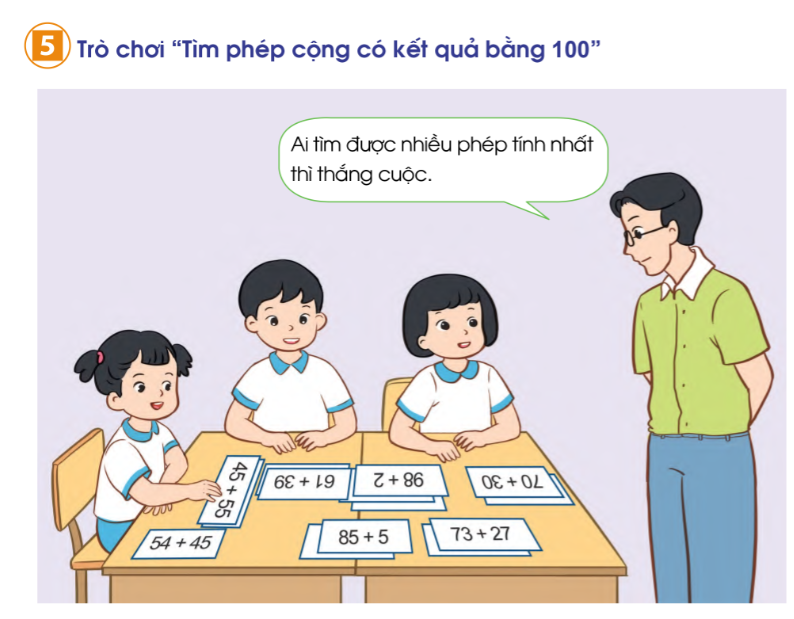 5 Trò chơi “Tìm phép cộng có kết quả bằng 100”
Ai tìm được nhiều phép tính nhất
thì thắng cuộc.
45 + 55
61 + 39
98 + 2
70 + 30
54 + 45
85 + 5
73 + 27